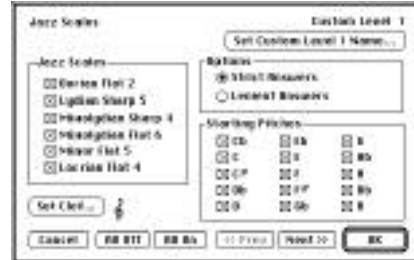 Jazz Scales
Custom Level 1
Set Custom Level 1 Name...
Jazz Scales
Dorian Flat 2
Lydian Sharp 5
Mixolydian Sharp 4
Mixolydian Flat 6
Minor Flat 5
Locrian Flat 4
Options
Strict Answers
Lenient Answers
Starting Pitches
Cb Eb G
C E Ab
C# F A
Db F# Bb
D Gb B
Set Clef...
Cancel All Off All On << Prev Next >> OK